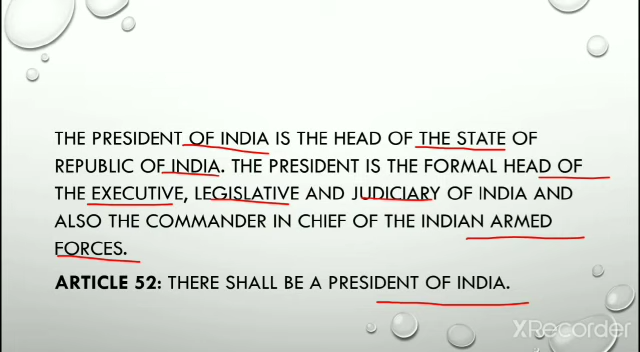 THE PRESIDENT OF INDIA IS THE HEAD OF THE STATE OF
REPUBLIC OF INDIA. THE PRESIDENT IS THE FORMAL HEAD OF
THE EXECUTIVE, LEGISLATIVE AND JUDICIARY OF INDIA AND
ALSO THE COMMANDER IN CHIEF OF THE INDIAN ARMED
FORCES.
ARTICLE 52: THERE SHALL BE A PRESIDENT OF INDIA.
XRecorder